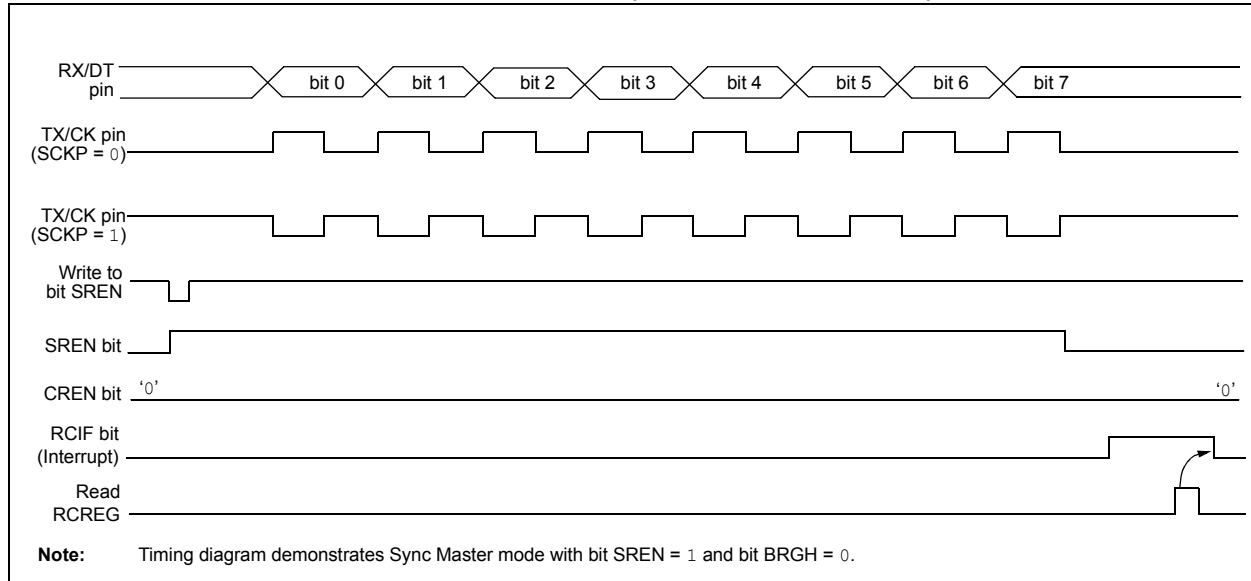 RX/DT
pin
bit 0 bit 1 bit 2 bit 3 bit 4 bit 5 bit 6 bit 7
TX/CK pin
(SCKP = 0)
TX/CK pin
(SCKP = 1)
Write to
bit SREN
SREN bit
CREN bit ‘0’ ‘0’
RCIF bit
(Interrupt)
Read
RCREG
Note: Timing diagram demonstrates Sync Master mode with bit SREN = 1 and bit BRGH = 0.